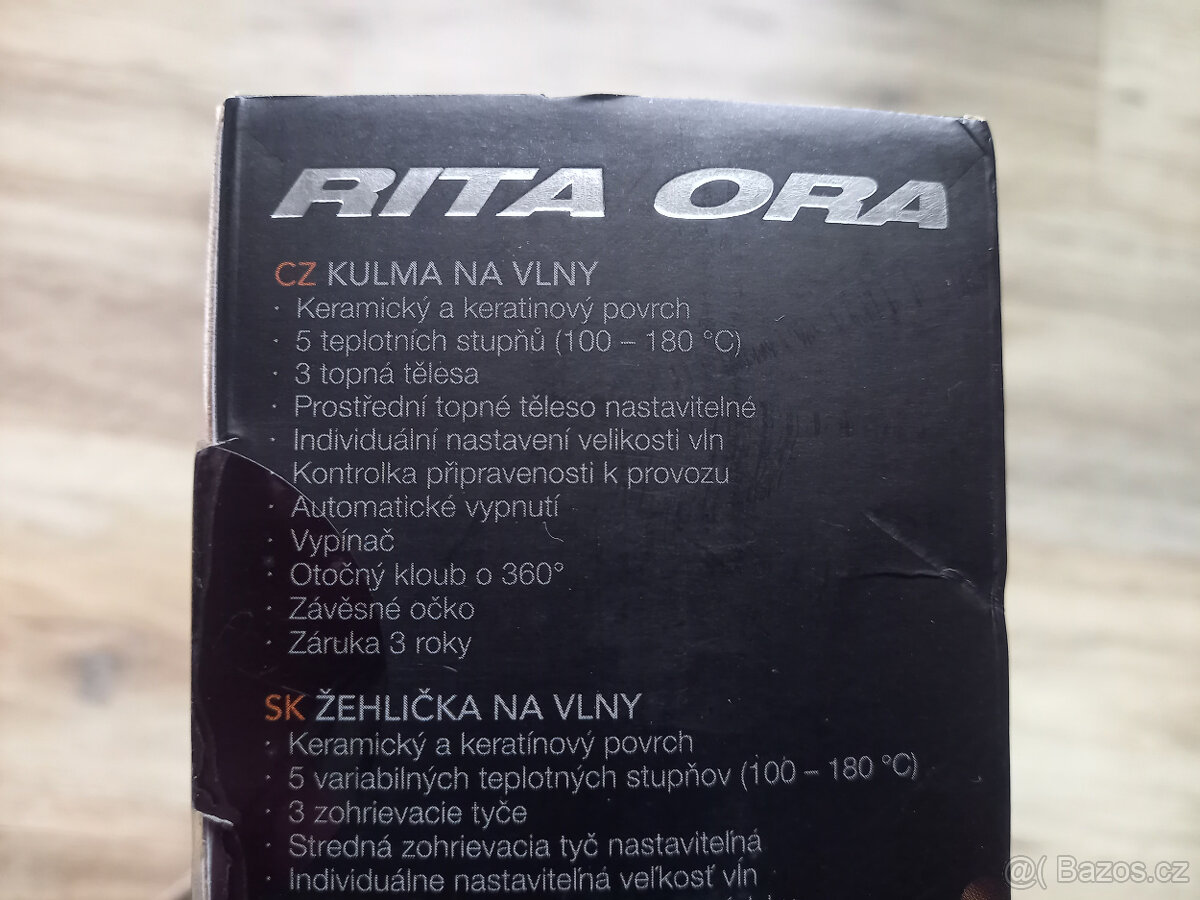 RITA ORA
CZ KULMA NA VLNY
· Keramický a keratinový povrch
· 5 teplotních stupňů (100 – 180 °C)
· 3 topná tělesa
· Prostřední topné těleso nastavitelné
· Individuální nastavení velikosti vln
· Kontrolka připravenosti k provozu
· Automatické vypnutí
· Vypínač
· Otočný kloub o 360°
· Závěsné očko
· Záruka 3 roky
SK ŽEHLIČKA NA VLNY
· Keramický a keratínový povrch
· 5 variabilných teplotných stupňov (100 – 180 °C)
· 3 zohrievacie tyče
· Stredná zohrievacia tyč nastaviteľná
· Individuálne nastaviteľná veľkosť vĺn
Bazos.cz